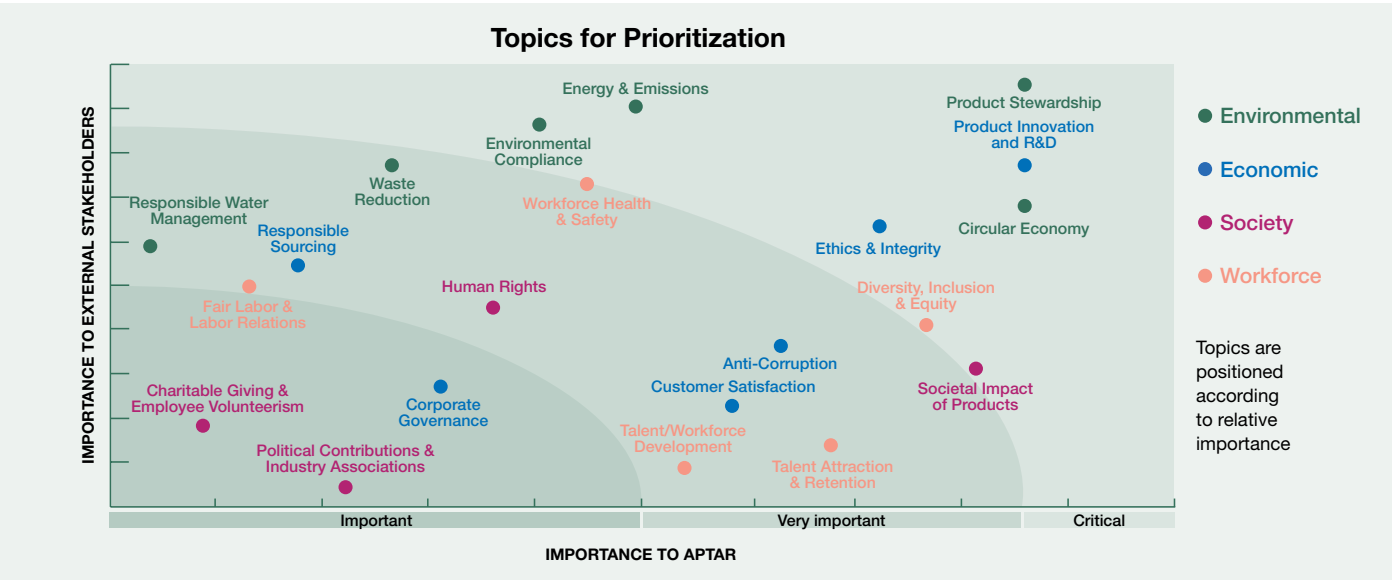 Topics for Prioritization
IMPORTANCE TO EXTERNAL STAKEHOLDERS
Energy & Emissions
Product Stewardship
Environmental
Compliance
Product Innovation
and R&D
Waste
Reduction
Responsible Water
Management
Workforce Health
& Safety
Circular Economy
Responsible
Sourcing
Ethics & Integrity
Human Rights
Diversity, Inclusion
& Equity
Fair Labor &
Labor Relations
Anti-Corruption
Customer Satisfaction
Societal Impact
of Products
Charitable Giving &
Employee Volunteerism
Corporate
Governance
Talent/Workforce
Development
Political Contributions &
Industry Associations
Talent Attraction
& Retention
Important
Very important
Critical
IMPORTANCE TO APTAR
Environmental
Economic
Society
Workforce
Topics are
positioned
according
to relative
importance